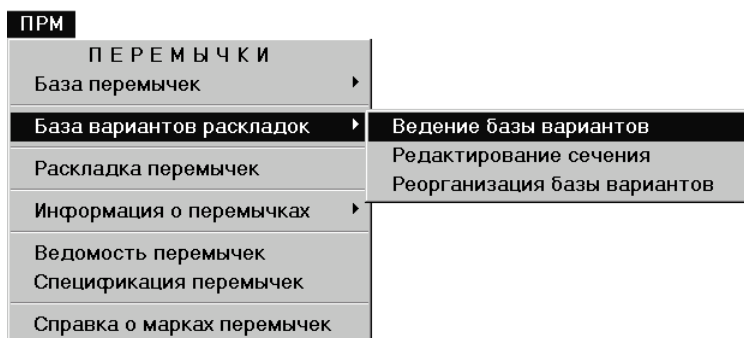 ПРМ
П Е Р Е М Ы Ч К И
База перемычек
База вариантов раскладок
Раскладка перемычек
Информация о перемычках
Ведомость перемычек
Спецификация перемычек
Справка о марках перемычек
Ведение базы вариантов
Редактирование сечения
Реорганизация базы вариантов